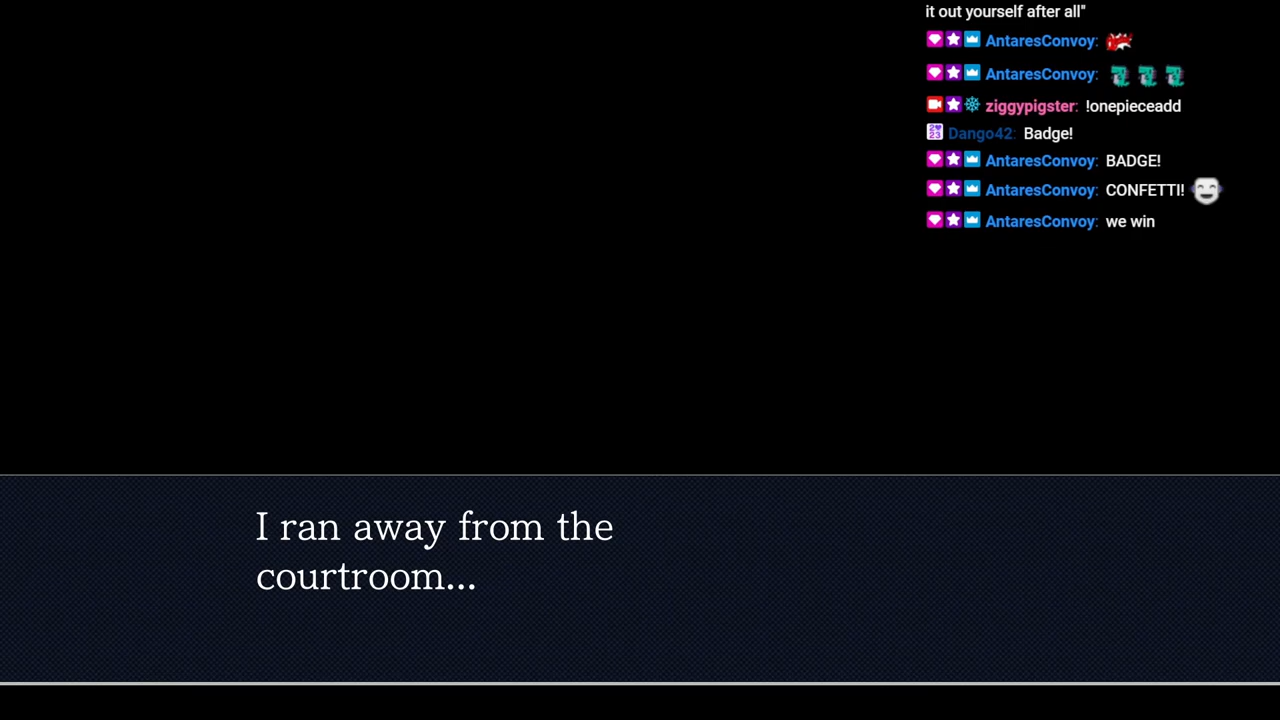 it out yourself after all"
AntaresConvoy:
AntaresConvoy:
ziggypigster: !onepieceadd
Dango42: Badge!
AntaresConvoy: BADGE!
AntaresConvoy: CONFETTI!
AntaresConvoy: we win
I ran away from the
courtroom...